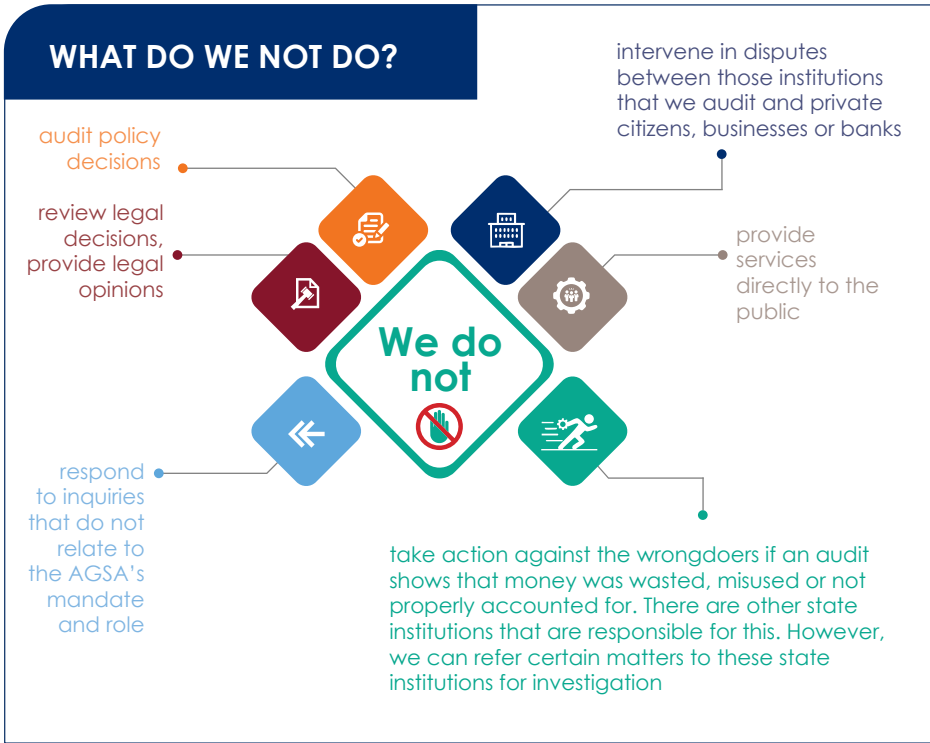 WHAT DO WE NOT DO?
audit policy
decisions
review legal
decisions,
provide legal
opinions
respond
to inquiries
that do not
relate to
the AGSA's
mandate
and role
We do
not
intervene in disputes
between those institutions
that we audit and private
citizens, businesses or banks
provide
services
directly to the
public
take action against the wrongdoers if an audit
shows that money was wasted, misused or not
properly accounted for. There are other state
institutions that are responsible for this. However,
we can refer certain matters to these state
institutions for investigation